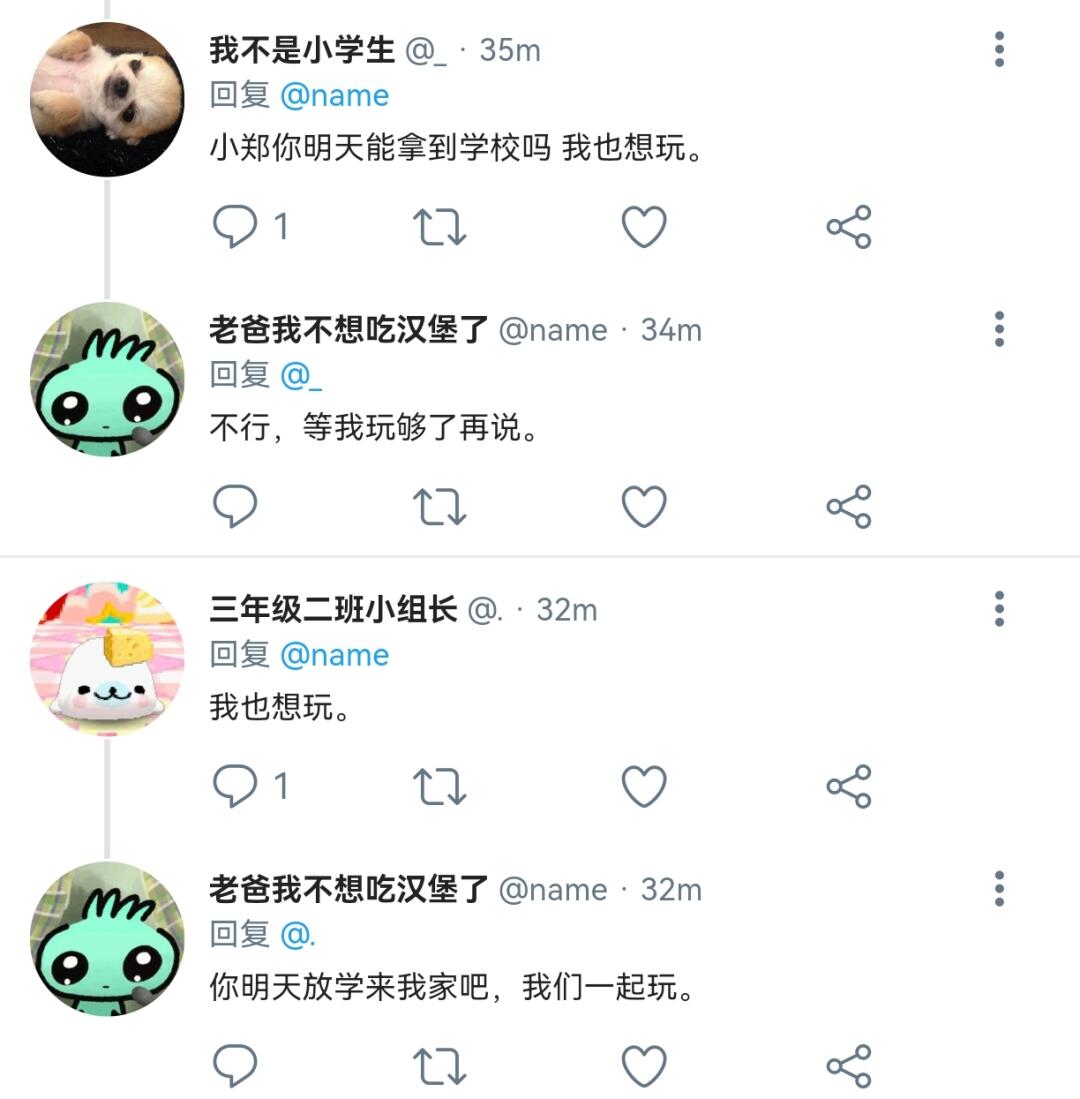 我不是小学生 @_ · 35m
回复 @name
小郑你明天能拿到学校吗 我也想玩。
1
老爸我不想吃汉堡了 @name · 34m
回复 @_
不行，等我玩够了再说。
三年级二班小组长 @. · 32m
回复 @name
我也想玩。
1
老爸我不想吃汉堡了 @name · 32m
回复 @.
你明天放学来我家吧，我们一起玩。